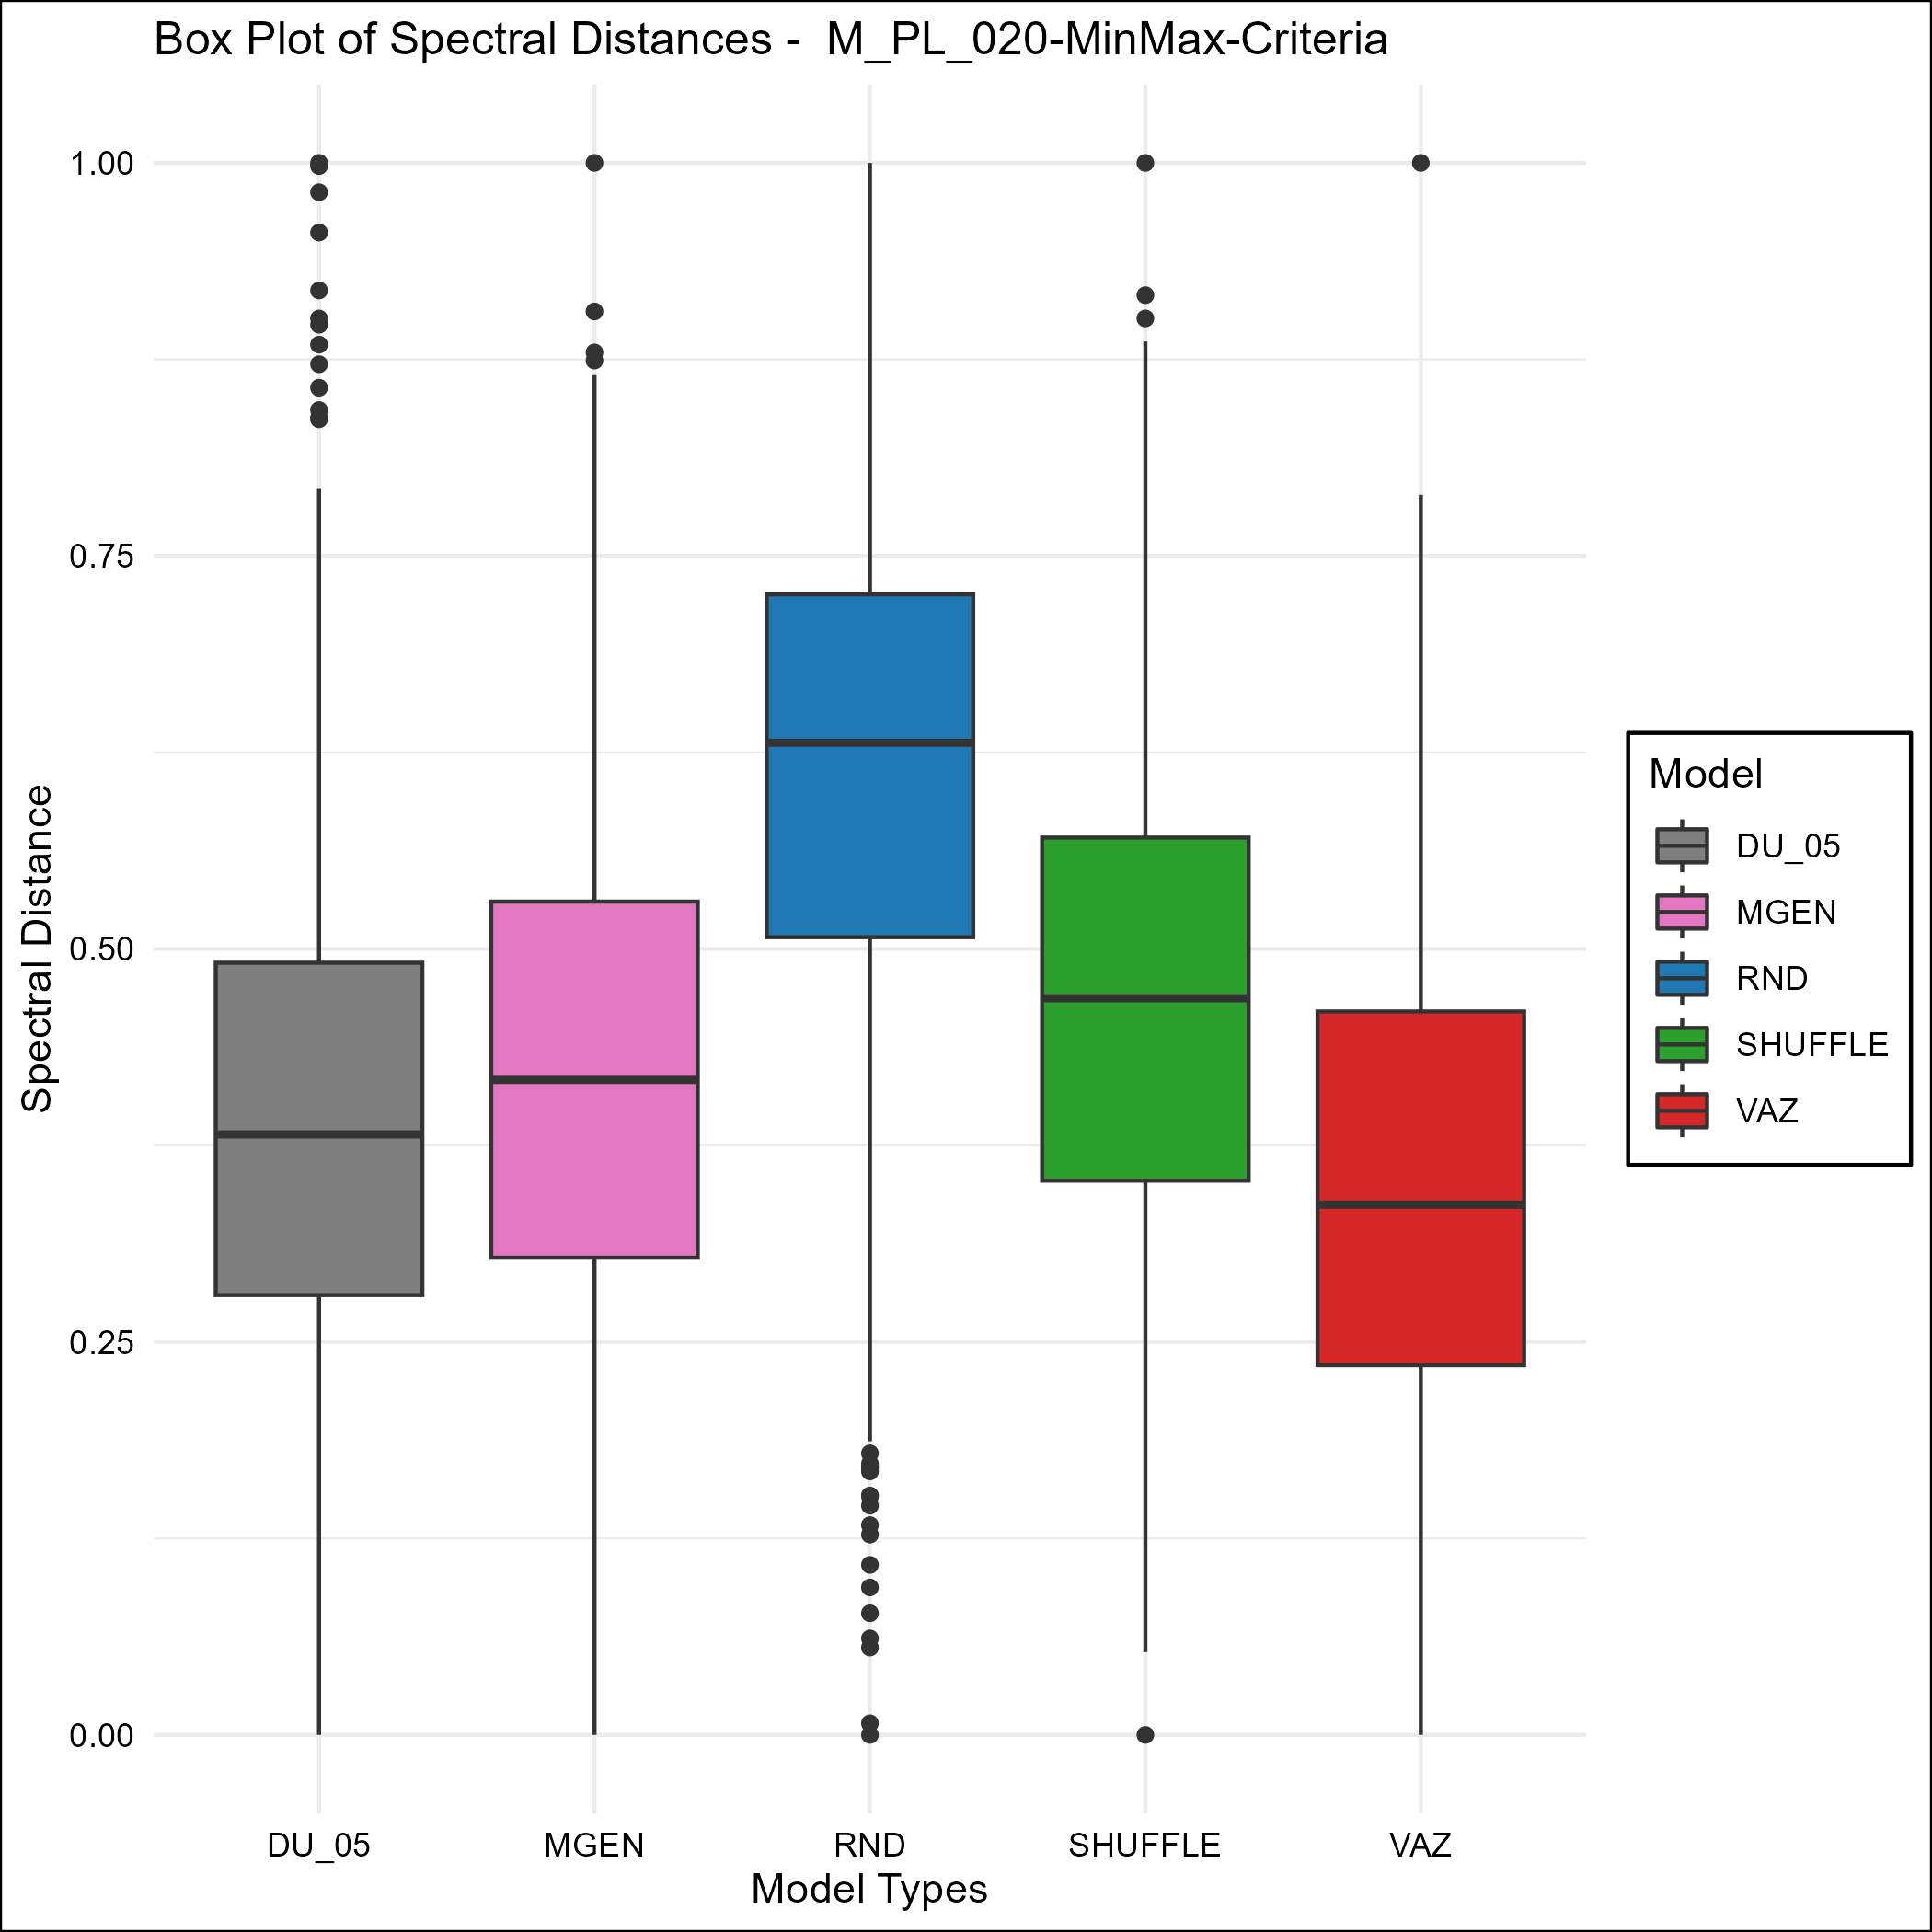 Box Plot of Spectral Distances -  M_PL_020-MinMax-Criteria
1.00
0.75
0.50
0.25
0.00
Spectral Distance
DU_05
MGEN
RND
SHUFFLE
VAZ
Model Types
Model
DU_05
MGEN
RND
SHUFFLE
VAZ